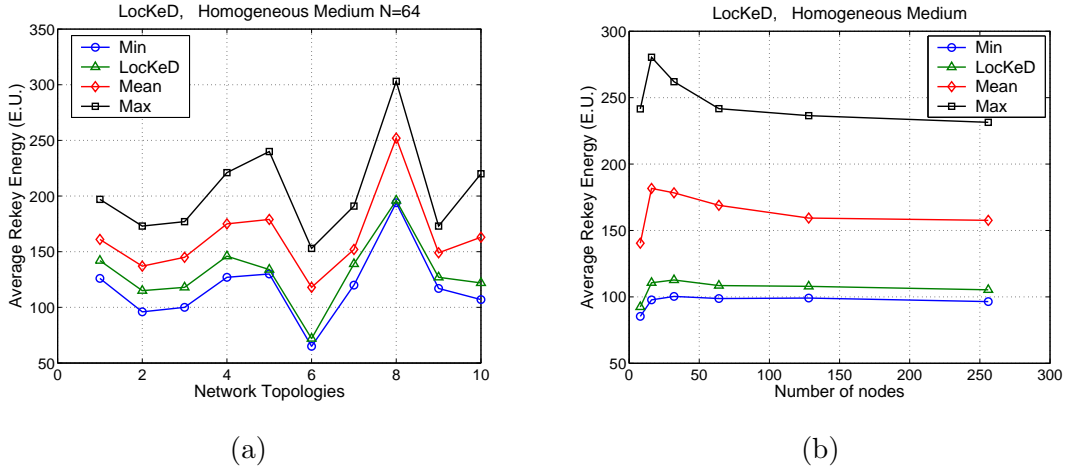 LocKeD, Homogeneous Medium N=64
350
300
250
200
150
100
50
0
2
4
6
8
10
Average Rekey Energy (E.U.)
Network Topologies
Min
LocKeD
Mean
Max
(a)
LocKeD, Homogeneous Medium
300
250
200
150
100
50
0
50
100
150
200
250
300
Average Rekey Energy (E.U.)
Number of nodes
Min
LocKeD
Mean
Max
(b)